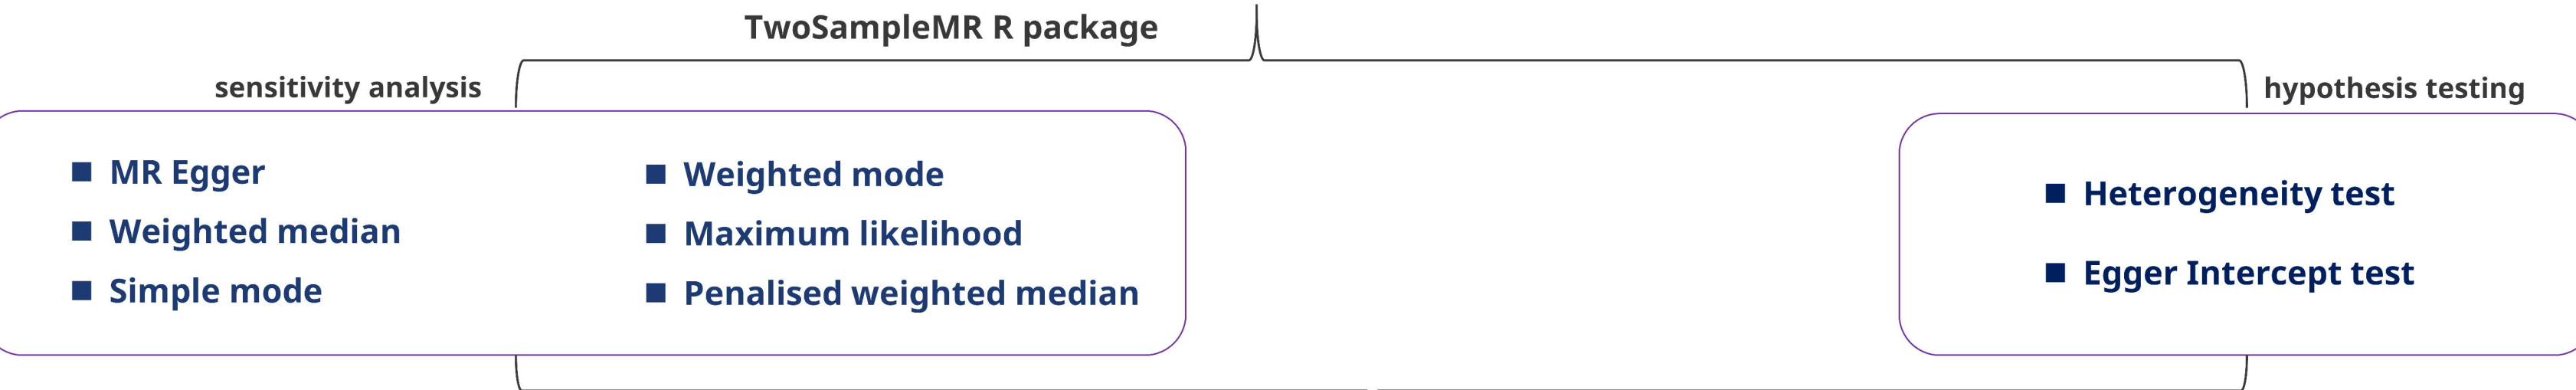 TwoSampleMR R package
sensitivity analysis
hypothesis testing
MR Egger
Weighted median
Simple mode
Weighted mode
Maximum likelihood
Penalised weighted median
Heterogeneity test
Egger Intercept test